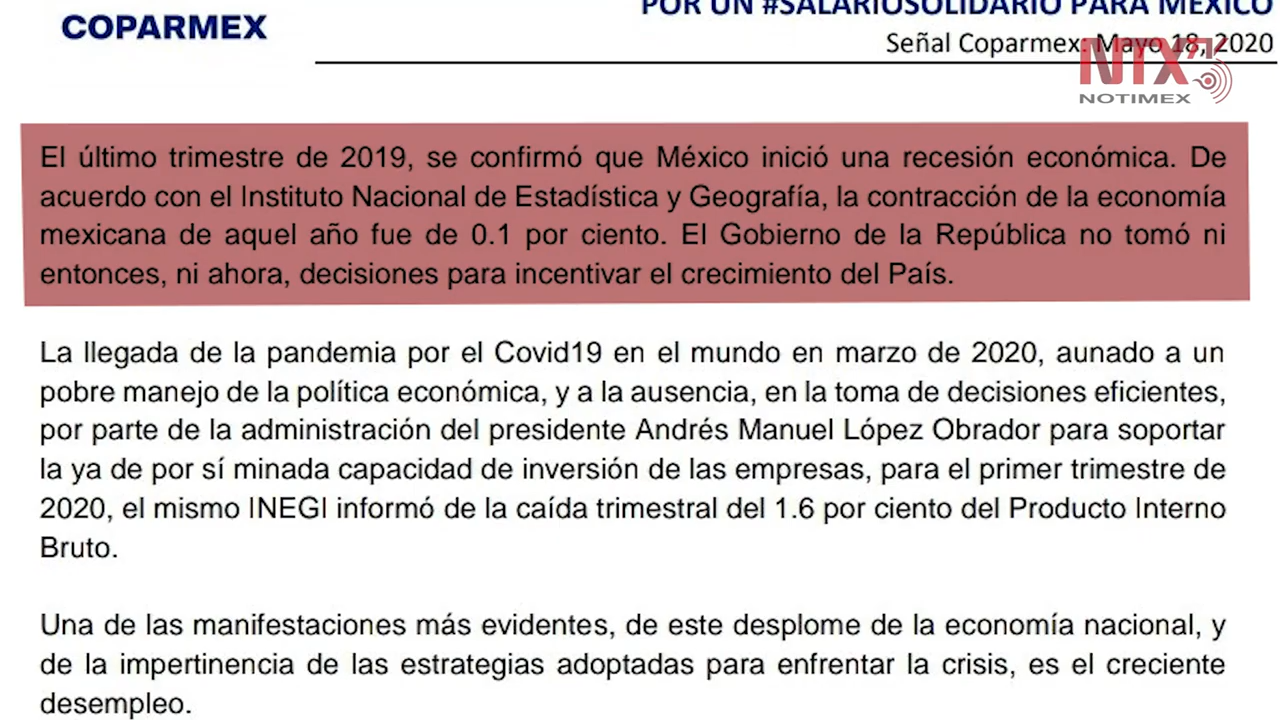 POR UN #SALARIOSOLIDARIO PARA MÉXICO
COPARMEX
Señal Coparmex. Mayo 18, 2020
NTX
NOTIMEX
El último trimestre de 2019, se confirmó que México inició una recesión económica. De
acuerdo con el Instituto Nacional de Estadística y Geografía, la contracción de la economía
mexicana de aquel año fue de 0.1 por ciento. El Gobierno de la República no tomó ni
entonces, ni ahora, decisiones para incentivar el crecimiento del País.
La llegada de la pandemia por el Covid19 en el mundo en marzo de 2020, aunado a un
pobre manejo de la política económica, y a la ausencia, en la toma de decisiones eficientes,
por parte de la administración del presidente Andrés Manuel López Obrador para soportar
la ya de por sí minada capacidad de inversión de las empresas, para el primer trimestre de
2020, el mismo INEGI informó de la caída trimestral del 1.6 por ciento del Producto Interno
Bruto.
Una de las manifestaciones más evidentes, de este desplome de la economía nacional, y
de la impertinencia de las estrategias adoptadas para enfrentar la crisis, es el creciente
desempleo.